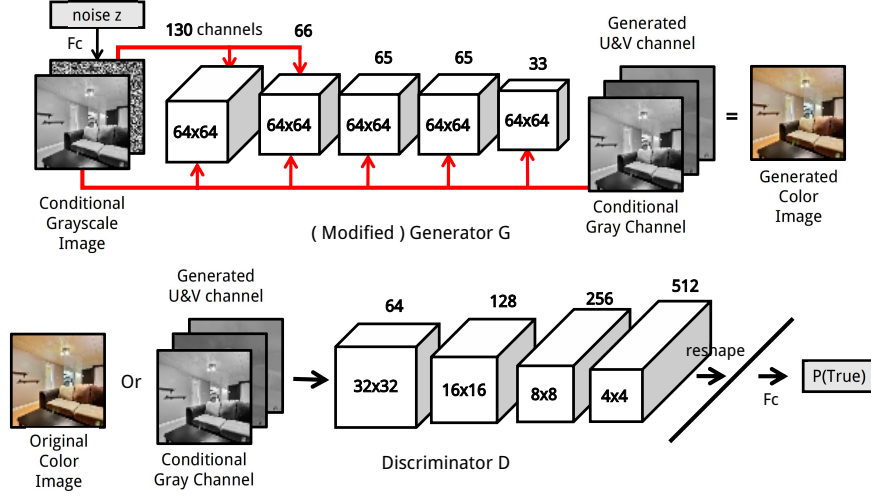 noise z
Fc
130 channels
66
65
65
33
Generated
U&V channel
64x64
64x64
64x64
64x64
64x64
=
Conditional
Grayscale
Image
Conditional
Gray Channel
Generated
Color
Image
( Modified ) Generator G
Generated
U&V channel
64
128
256
512
Or
32x32
16x16
8x8
4x4
reshape
Fc
P(True)
Original
Color
Image
Conditional
Gray Channel
Discriminator D